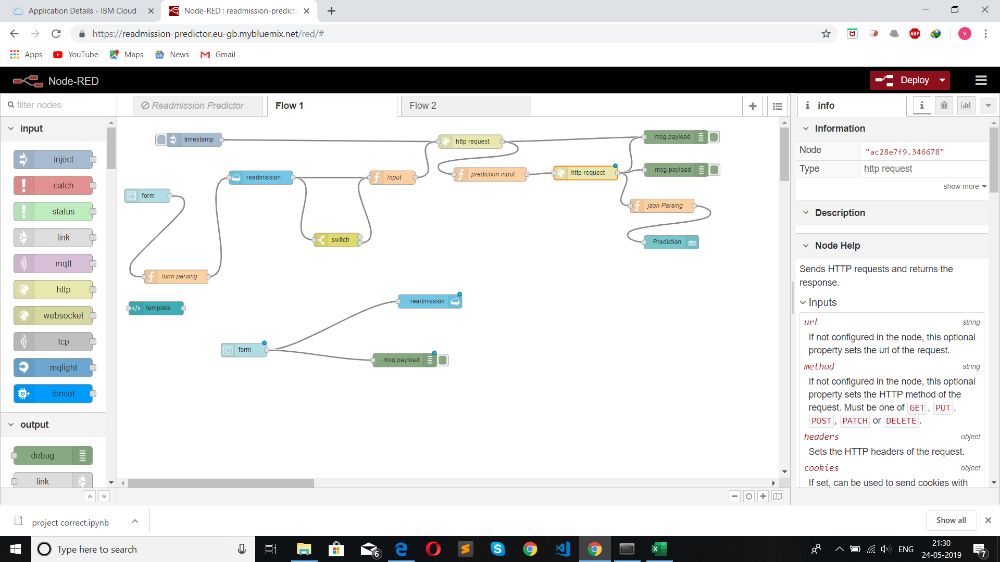 Application Details - IBM Cloud
Node-RED : readmission-predicto
https://readmission-predictor.eu-gb.mybluemix.net/red/#
ABP
V
Apps YouTube Maps News Gmail
Node-RED
Deploy
filter nodes
Readmission Predictor
Flow 1
Flow 2
info
input
inject
catch
status
link
mqtt
http
websocket
tcp
mqlight
ibmiot
output
debug
link
timestamp
http request
msg.payload
readmission
Input
prediction input
http request
msg.payload
form
json Parsing
switch
Prediction
abc
form parsing
template
readmission
form
msg.payload
Information
Node "ac28e7f9.346678"
Type http request
show more
Description
Node Help
Sends HTTP requests and returns the
response.
Inputs
url string
If not configured in the node, this optional
property sets the url of the request.
method string
If not configured in the node, this optional
property sets the HTTP method of the
request. Must be one of GET, PUT,
POST, PATCH or DELETE.
headers object
Sets the HTTP headers of the request.
cookies object
If set, can be used to send cookies with
project correct.ipynb
Show all
Type here to search
6
ENG
21:30
24-05-2019
7